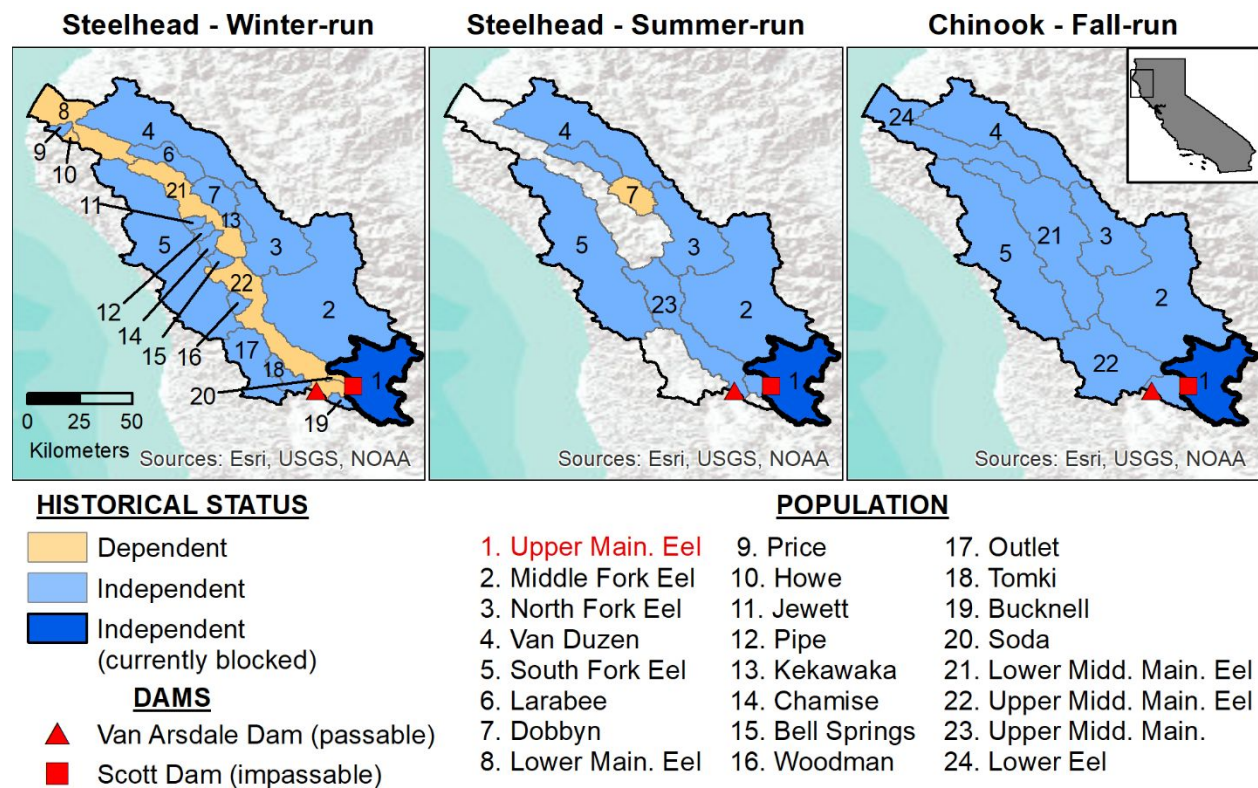 Steelhead - Winter-run
Steelhead - Summer-run
Chinook - Fall-run
8
9
10
4
6
21
7
11
13
5
3
12
14
22
2
15
16
17
18
20
1
19
0 25 50
Kilometers
Sources: Esri, USGS, NOAA
4
7
5
3
23
2
1
Sources: Esri, USGS, NOAA
24
4
21
3
5
2
22
1
Sources: Esri, USGS, NOAA
HISTORICAL STATUS
Dependent
Independent
Independent
(currently blocked)
DAMS
Van Arsdale Dam (passable)
Scott Dam (impassable)
POPULATION
1. Upper Main. Eel
2. Middle Fork Eel
3. North Fork Eel
4. Van Duzen
5. South Fork Eel
6. Larabee
7. Dobbyn
8. Lower Main. Eel
9. Price
10. Howe
11. Jewett
12. Pipe
13. Kekawaka
14. Chamise
15. Bell Springs
16. Woodman
17. Outlet
18. Tomki
19. Bucknell
20. Soda
21. Lower Midd. Main. Eel
22. Upper Midd. Main. Eel
23. Upper Midd. Main.
24. Lower Eel